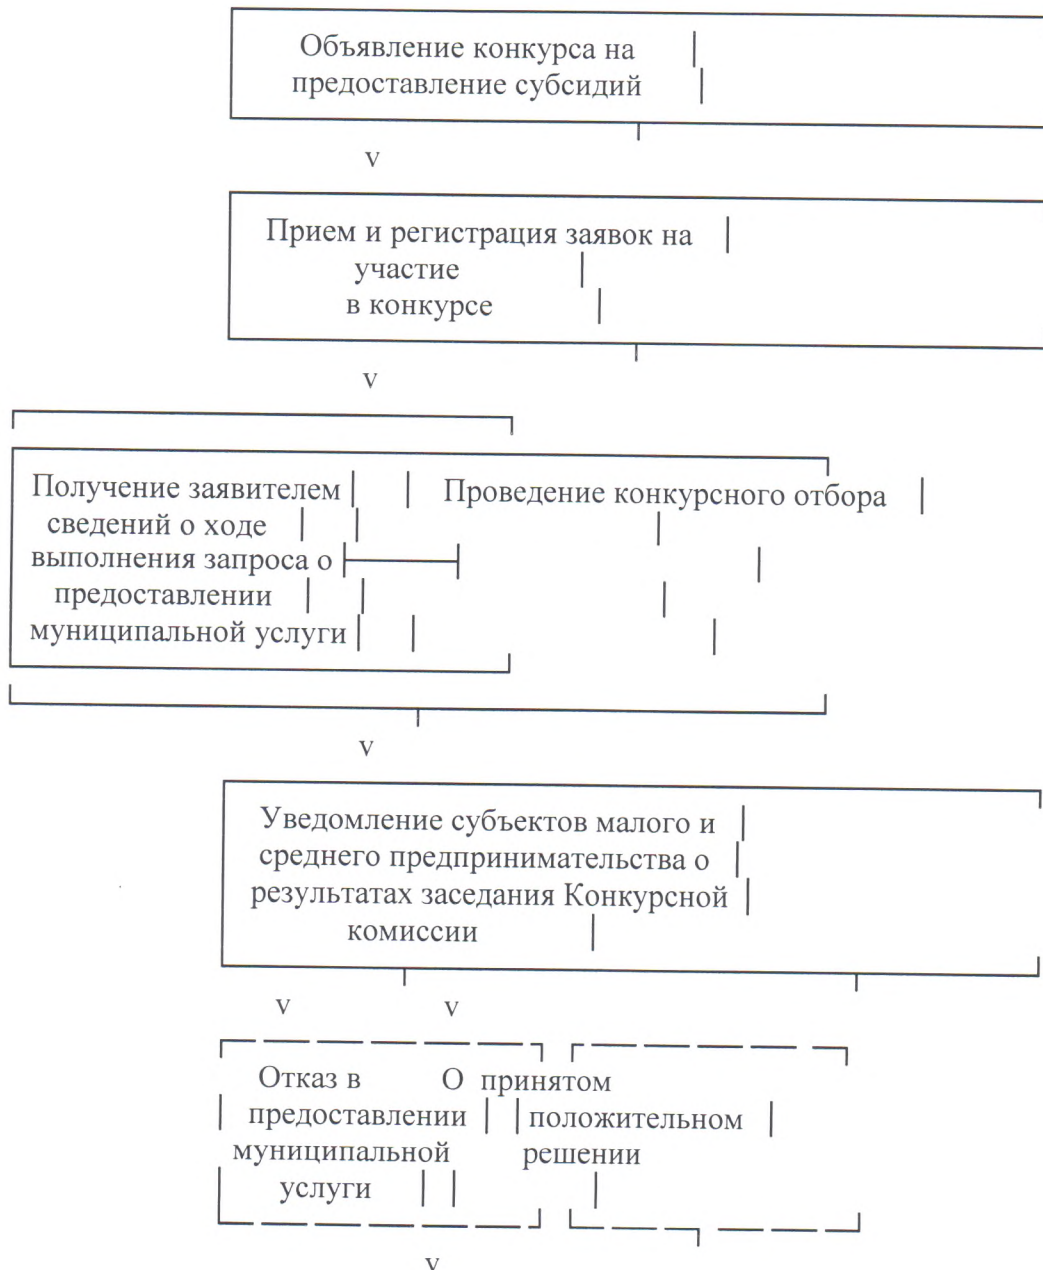 Объявление конкурса на
предоставление субсидий
v
Прием и регистрация заявок на
участие
в конкурсе
v
Получение заявителем Проведение конкурсного отбора
сведений о ходе
выполнения запроса о
предоставлении
муниципальной услуги
v
Уведомление субъектов малого и
среднего предпринимательства о
результатах заседания Конкурсной
комиссии
v v
Отказ в О принятом
предоставлении положительном
муниципальной решении
услуги
v